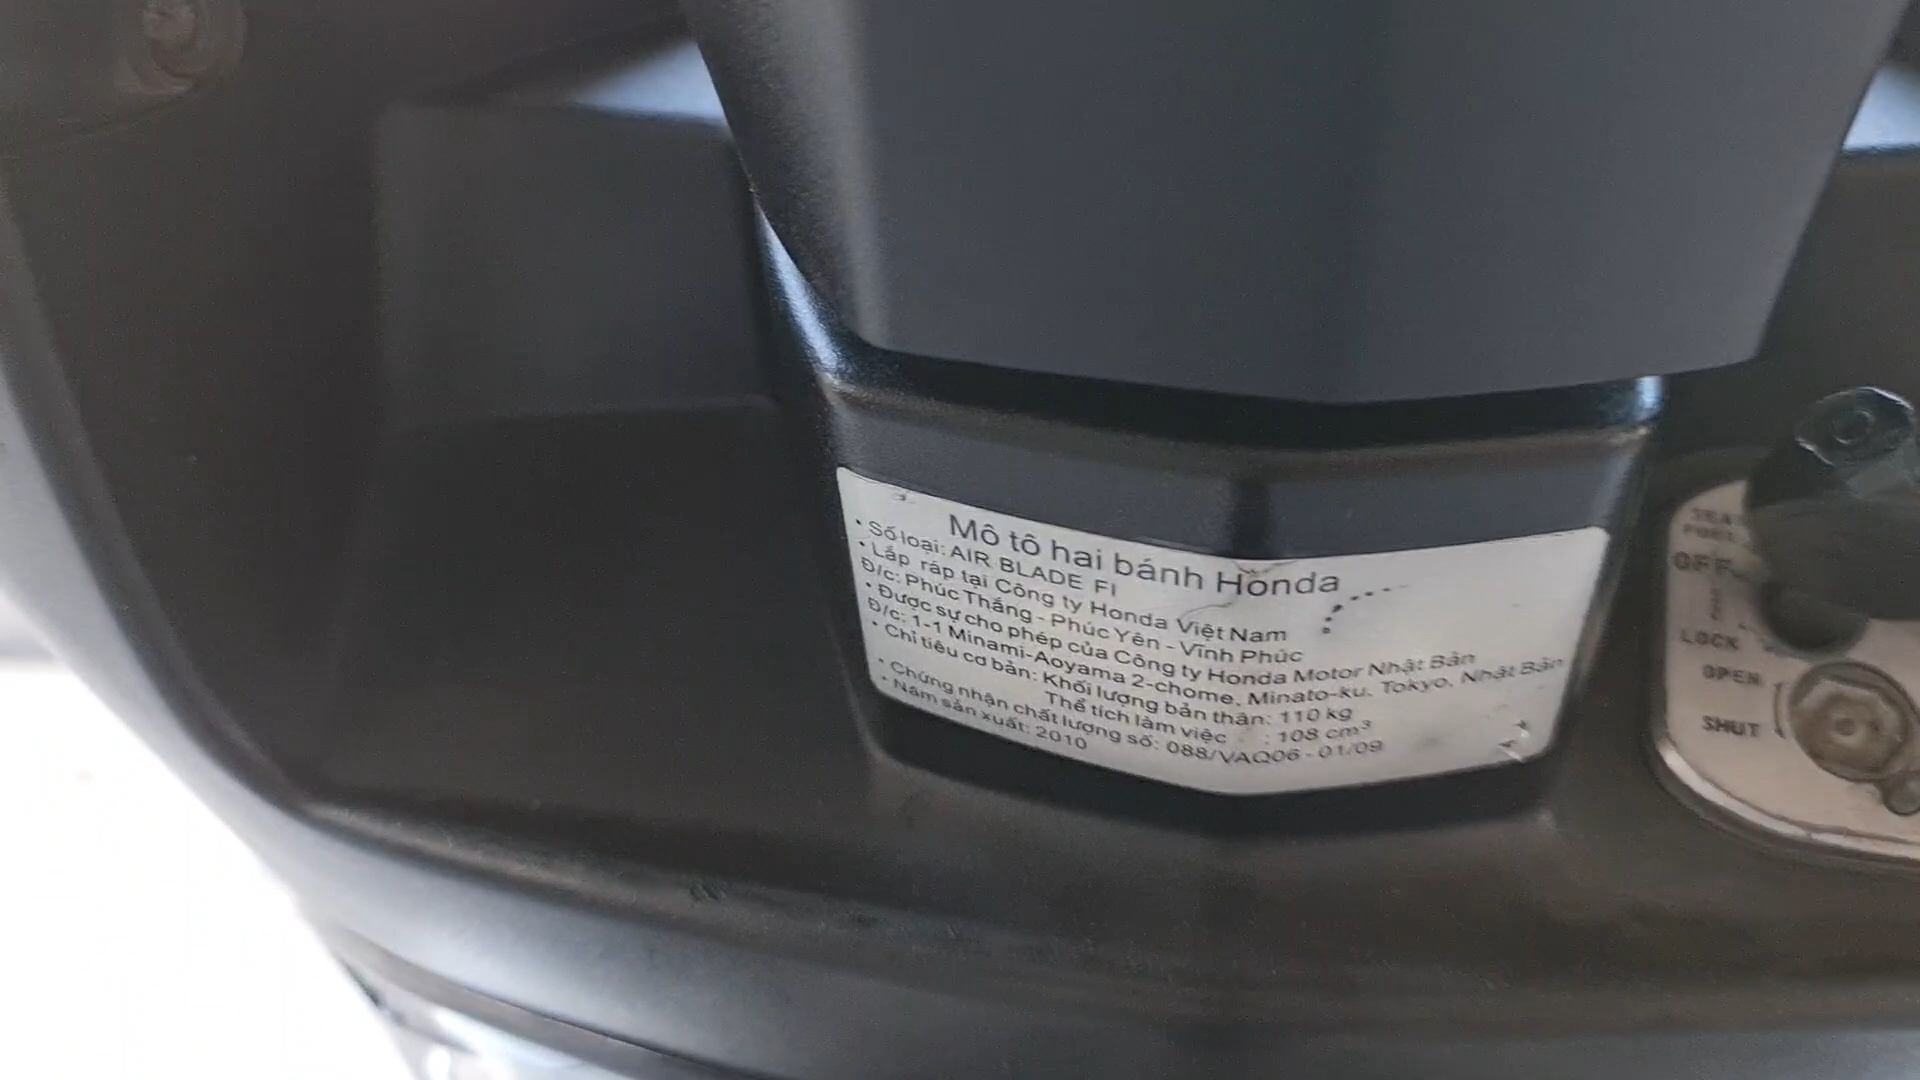 Mô tô hai bánh Honda
• Số loại: AIR BLADE FI
• Lắp ráp tại Công ty Honda Việt Nam
Đ/c: Phúc Thắng - Phúc Yên - Vĩnh Phúc
• Được sự cho phép của Công ty Honda Motor Nhật Bản
Đ/c: 1-1 Minami-Aoyama 2-chome, Minato-ku, Tokyo, Nhật Bản
• Chỉ tiêu cơ bản: Khối lượng bản thân: 110 kg
Thể tích làm việc : 108 cm³
• Chứng nhận chất lượng số: 088/VAQ06 - 01/09
• Năm sản xuất: 2010
SEAT
FUEL
OFF
LOCK
OPEN
SHUT